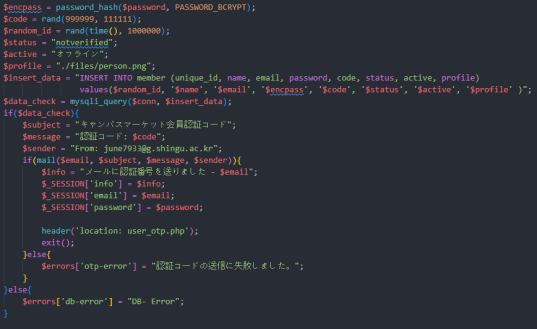 $encpass = password_hash($password, PASSWORD_BCRYPT);
$code = rand(999999, 111111);
$random_id = rand(time(), 1000000);
$status = "notverified";
$active = "オフライン";
$profile = "./files/person.png";
$insert_data = "INSERT INTO member (unique_id, name, email, password, code, status, active, profile)
values($random_id, '$name', '$email', '$encpass', '$code', '$status', '$active', '$profile' )";
$data_check = mysqli_query($conn, $insert_data);
if($data_check){
$subject = "キャンパスマーケット会員認証コード";
$message = "認証コード: $code";
$sender = "From: june7933@g.shingu.ac.kr";
if(mail($email, $subject, $message, $sender)){
$info = "メールに認証番号を送りました - $email";
$_SESSION['info'] = $info;
$_SESSION['email'] = $email;
$_SESSION['password'] = $password;
header('location: user_otp.php');
exit();
}else{
$errors['otp-error'] = "認証コードの送信に失敗しました。";
}
}else{
$errors['db-error'] = "DB- Error";
}